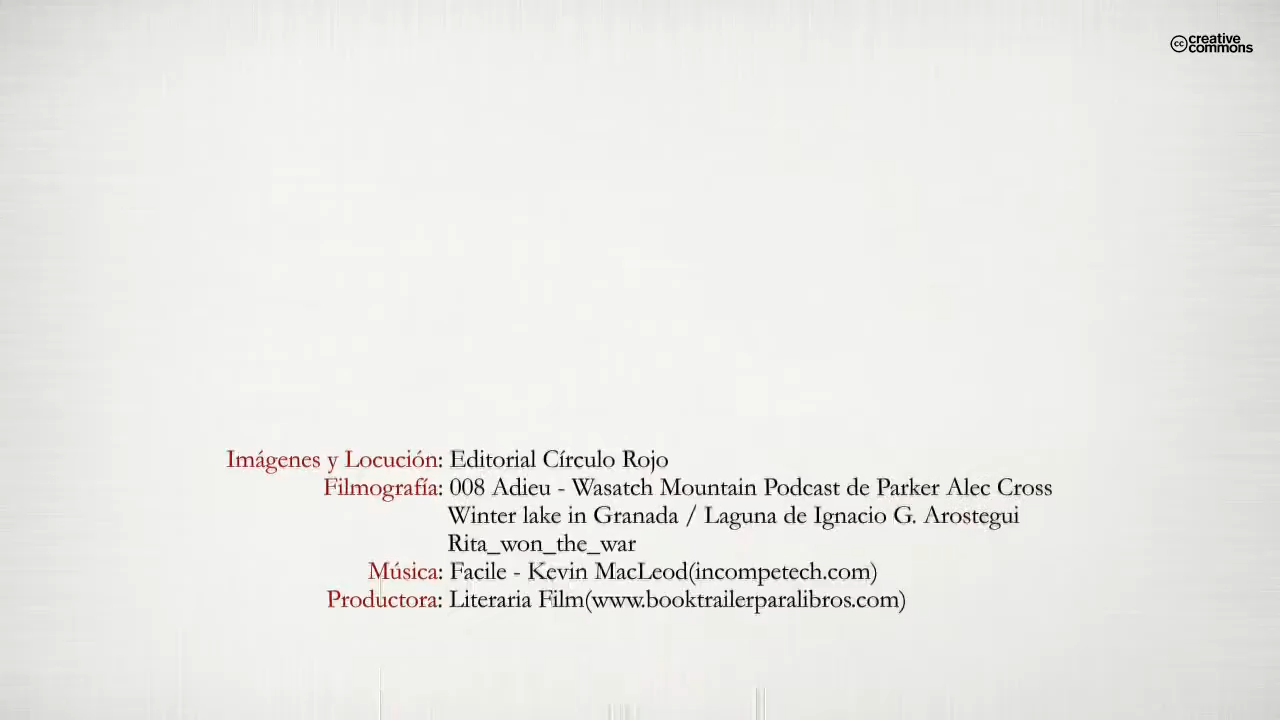 cc creative
commons
Imágenes y Locución: Editorial Círculo Rojo
Filmografía: 008 Adieu - Wasatch Mountain Podcast de Parker Alec Cross
Winter lake in Granada / Laguna de Ignacio G. Arostegui
Rita_won_the_war
Música: Facile - Kevin MacLeod(incompetech.com)
Productora: Literaria Film(www.booktrailerparalibros.com)